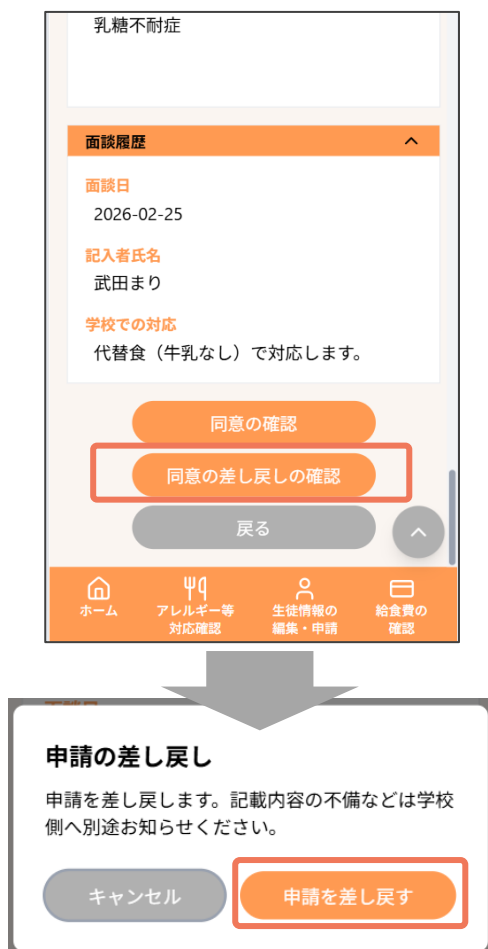 乳糖不耐症
面談履歴
面談日
2026-02-25
記入者氏名
武田まり
学校での対応
代替食（牛乳なし）で対応します。
同意の確認
同意の差し戻しの確認
戻る
ホーム
アレルギー等
対応確認
生徒情報の
編集・申請
給食費の
確認
申請の差し戻し
申請を差し戻します。記載内容の不備などは学校
側へ別途お知らせください。
キャンセル
申請を差し戻す